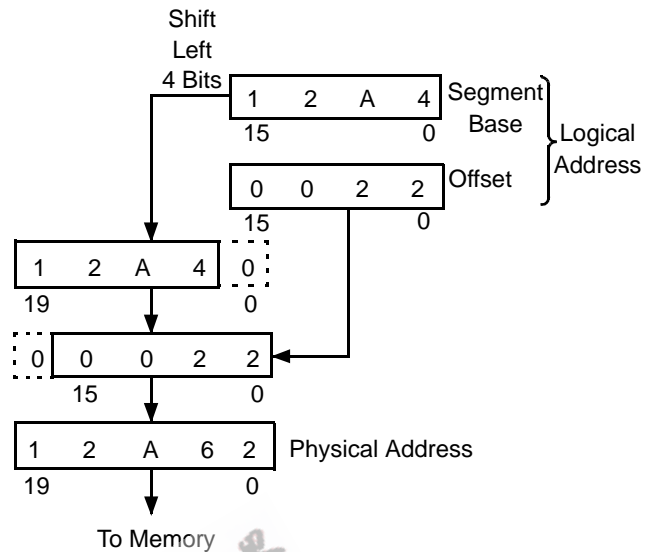 Shift
Left
4 Bits
1 2 A 4
Segment
Base
15 0
Logical
Address
0 0 2 2
Offset
15 0
1 2 A 4 0
19 0
0 0 0 2 2
15 0
1 2 A 6 2
Physical Address
19 0
To Memory